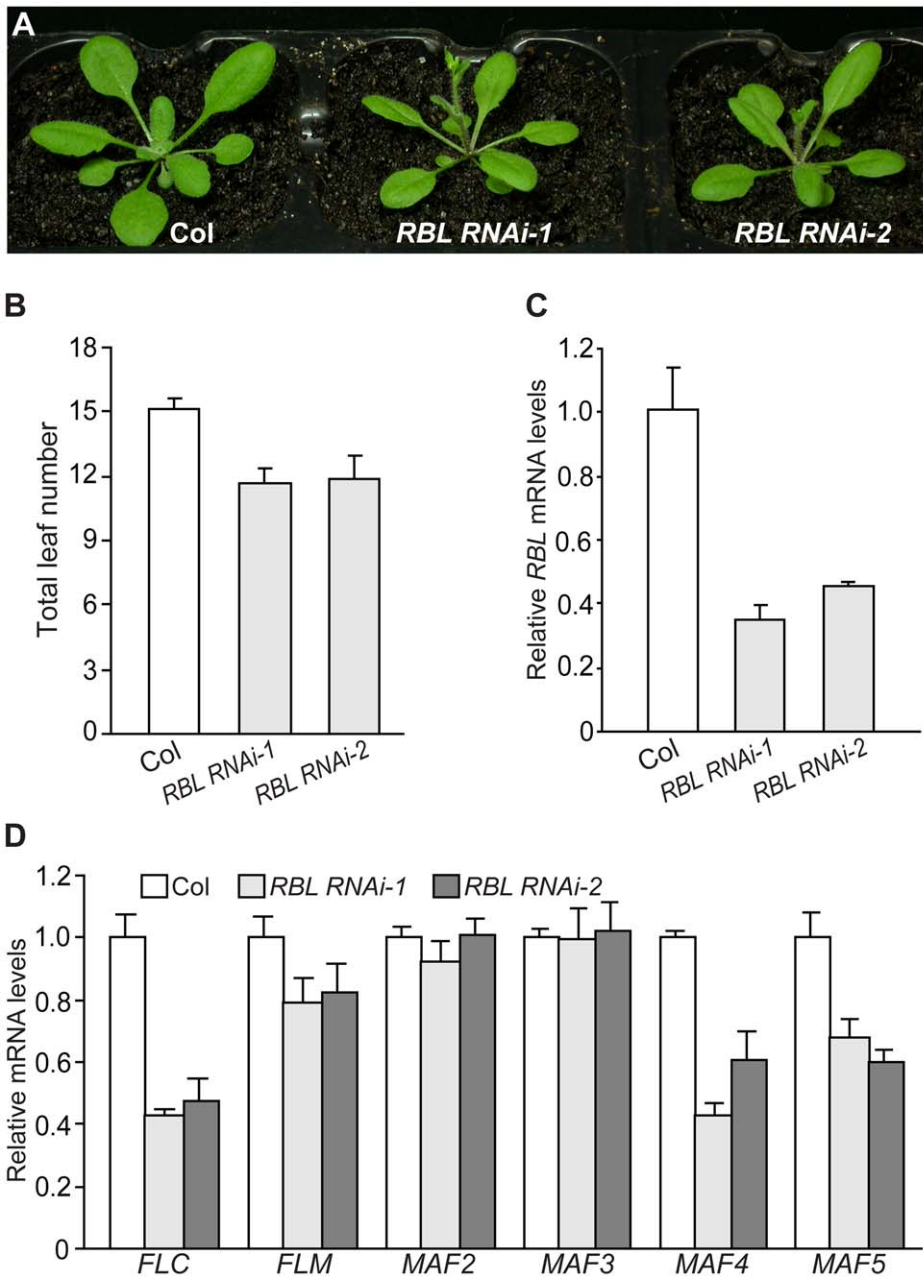 A
Col
RBL RNAi-1
RBL RNAi-2
B
Total leaf number
18
15
12
9
6
3
0
Col
RBL RNAi-1
RBL RNAi-2
C
Relative RBL mRNA levels
1.2
1.0
0.8
0.6
0.4
0.2
0
Col
RBL RNAi-1
RBL RNAi-2
D
Relative mRNA levels
1.2
1.0
0.8
0.6
0.4
0.2
0
Col RBL RNAi-1 RBL RNAi-2
FLC FLM MAF2 MAF3 MAF4 MAF5